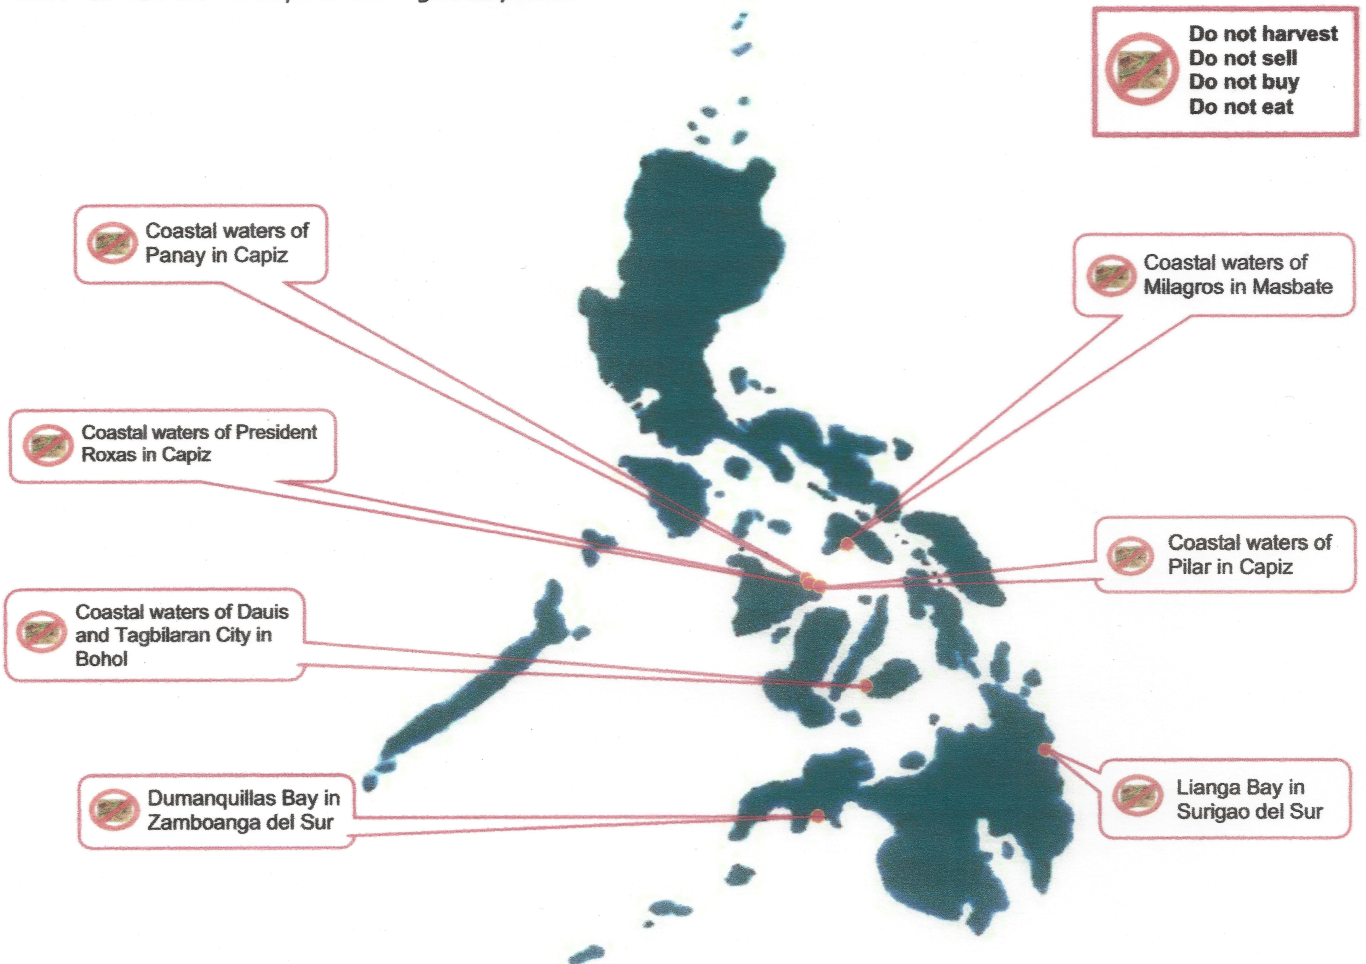 Do not harvest
Do not sell
Do not buy
Do not eat
Coastal waters of
Panay in Capiz
Coastal waters of
Milagros in Masbate
Coastal waters of President
Roxas in Capiz
Coastal waters of
Pilar in Capiz
Coastal waters of Dauis
and Tagbilaran City in
Bohol
Dumanquillas Bay in
Zamboanga del Sur
Lianga Bay in
Surigao del Sur